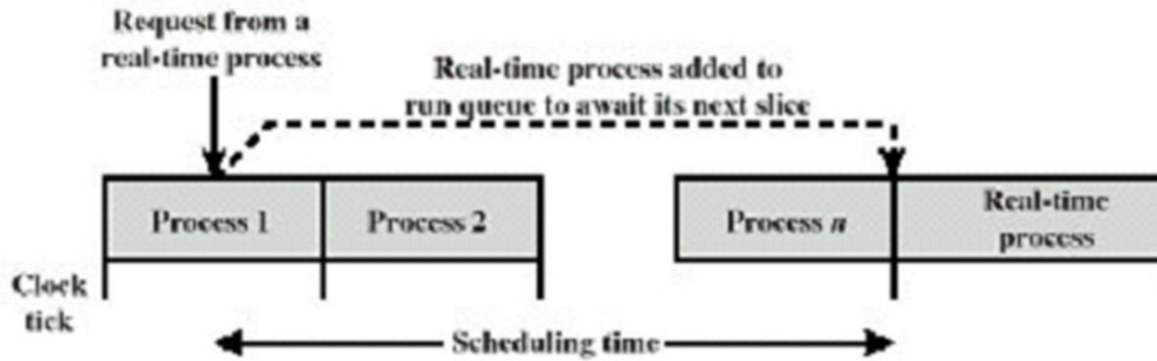 Request from a
real-time process
Real-time process added to
run queue to await its next slice
Process 1
Process 2
Process n
Real-time
process
Clock
tick
Scheduling time